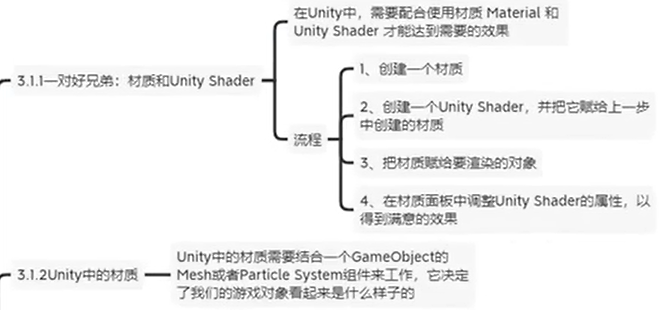 在Unity中，需要配合使用材质 Material 和
Unity Shader 才能达到需要的效果
3.1.1一对好兄弟：材质和Unity Shader
1、创建一个材质
2、创建一个Unity Shader，并把它赋给上一步
中创建的材质
流程
3、把材质赋给要渲染的对象
4、在材质面板中调整Unity Shader的属性，以
得到满意的效果
Unity中的材质需要结合一个GameObject的
3.1.2Unity中的材质
Mesh或者Particle System组件来工作，它决定
了我们的游戏对象看起来是什么样子的